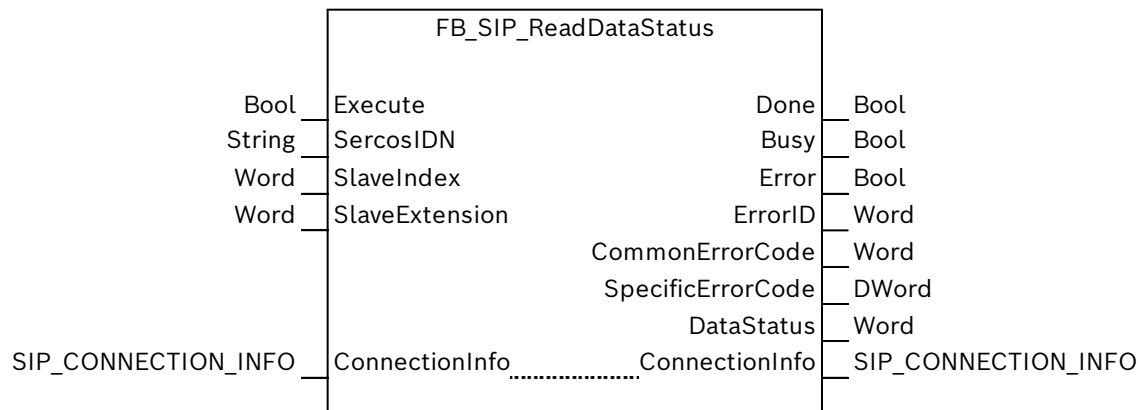 FB_SIP_ReadDataStatus
Bool Execute Done Bool
String SercosIDN Busy Bool
Word SlaveIndex Error Bool
Word SlaveExtension ErrorID Word
CommonErrorCode Word
SpecificErrorCode DWord
DataStatus Word
SIP_CONNECTION_INFO ConnectionInfo ConnectionInfo SIP_CONNECTION_INFO